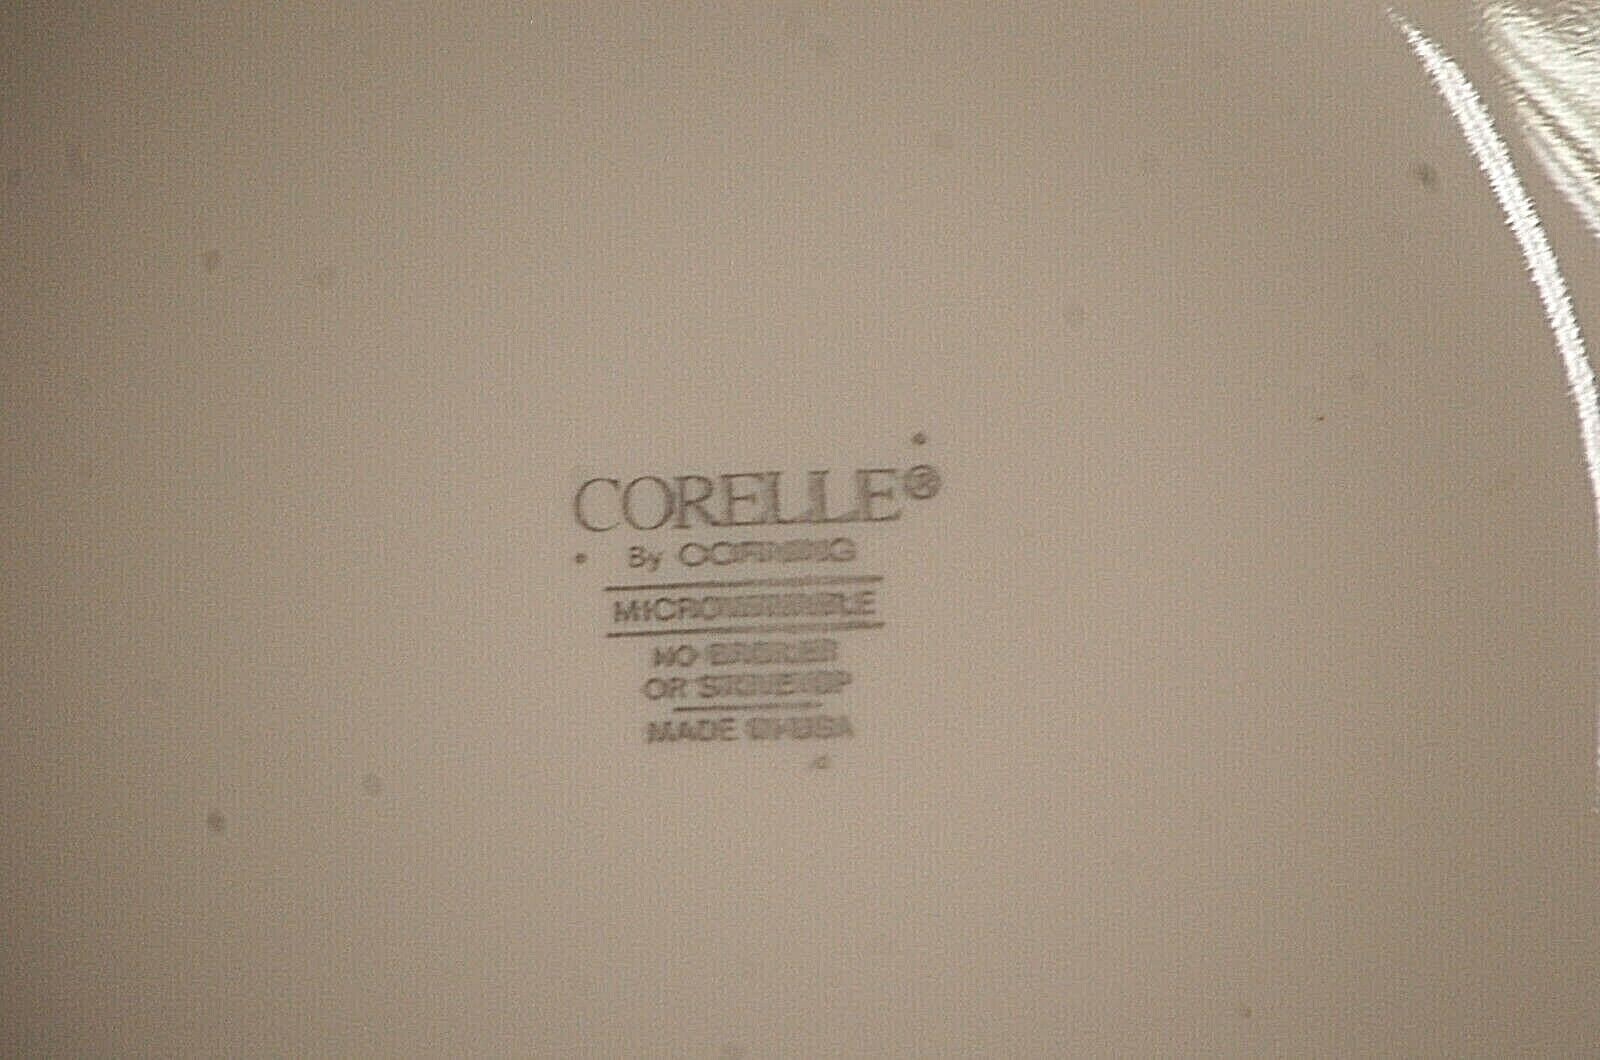 CORELLE®
By CORNING
MICROWAVABLE
NO BROILER
OR STOVETOP
MADE IN USA